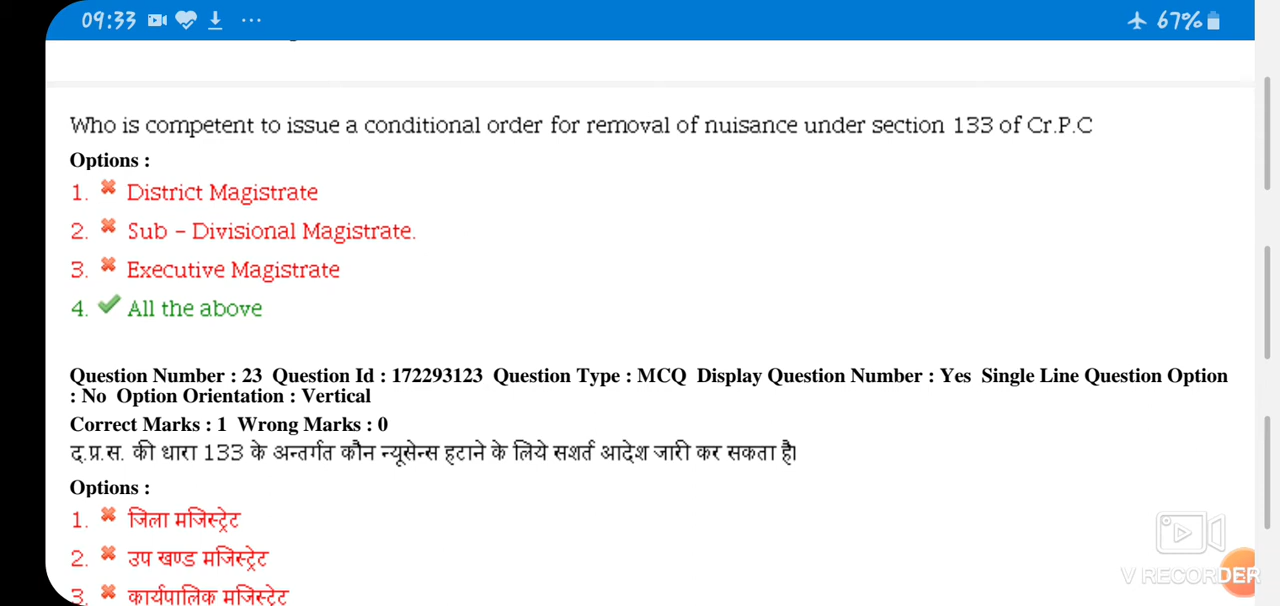 09:33 ... 67%
Who is competent to issue a conditional order for removal of nuisance under section 133 of Cr.P.C
Options :
1. District Magistrate
2. Sub - Divisional Magistrate.
3. Executive Magistrate
4. All the above
Question Number : 23 Question Id : 172293123 Question Type : MCQ Display Question Number : Yes Single Line Question Option
: No Option Orientation : Vertical
Correct Marks : 1 Wrong Marks : 0
द.प्र.स. की धारा 133 के अन्तर्गत कौन न्यूसेन्स हटाने के लिये सशर्त आदेश जारी कर सकता है।
Options :
1. जिला मजिस्ट्रेट
2. उप खण्ड मजिस्ट्रेट
3. कार्यपालिक मजिस्ट्रेट
V RECORDER